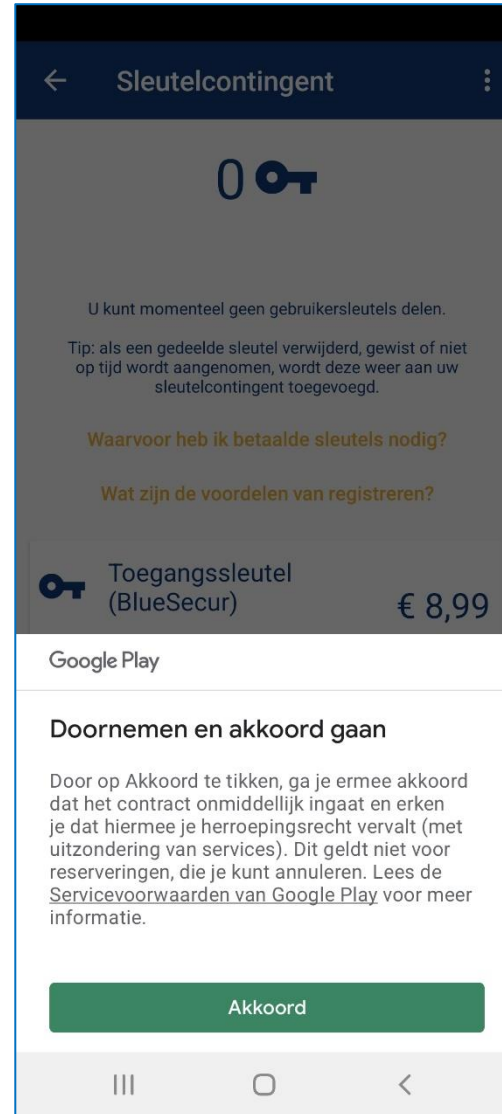 Sleutelcontingent
0
U kunt momenteel geen gebruikersleutels delen.
Tip: als een gedeelde sleutel verwijderd, gewist of niet
op tijd wordt aangenomen, wordt deze weer aan uw
sleutelcontingent toegevoegd.
Waarvoor heb ik betaalde sleutels nodig?
Wat zijn de voordelen van registreren?
Toegangssleutel
(BlueSecur)
€ 8,99
Google Play
Doornemen en akkoord gaan
Door op Akkoord te tikken, ga je ermee akkoord
dat het contract onmiddellijk ingaat en erken
je dat hiermee je herroepingsrecht vervalt (met
uitzondering van services). Dit geldt niet voor
reserveringen, die je kunt annuleren. Lees de
Servicevoorwaarden van Google Play voor meer
informatie.
Akkoord